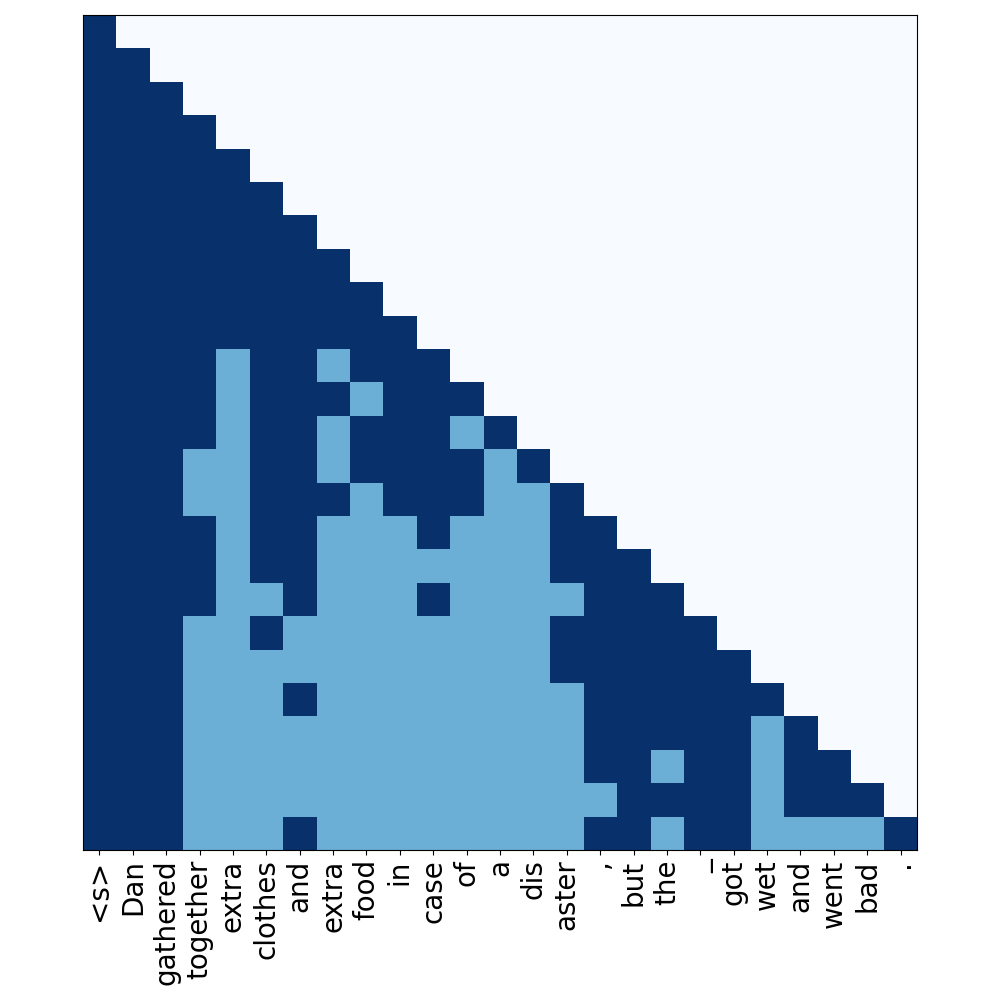 <s>
Dan
gathered
together
extra
clothes
and
extra
food
in
case
of
a
dis
aster
,
but
the
_
got
wet
and
went
bad
.